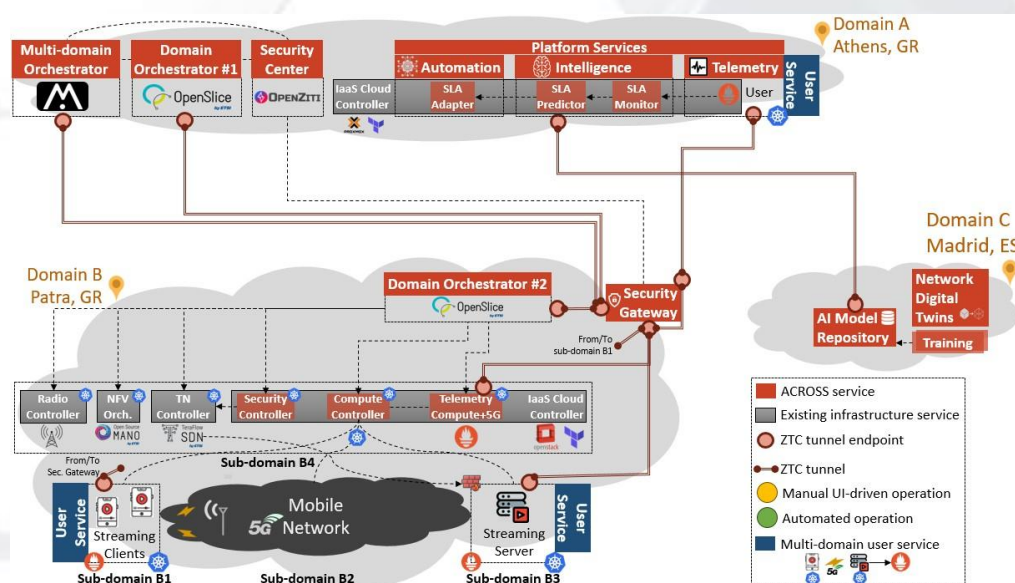 Domain A
Athens, GR
Multi-domain
Orchestrator
Domain
Orchestrator #1
Security
Center
Platform Services
Automation
Intelligence
Telemetry
User
Service
OpenSlice
OPENZITI
IaaS Cloud
Controller
SLA
Adapter
SLA
Predictor
SLA
Monitor
User
Domain C
Madrid, ES
Network
Digital
Twins
AI Model
Repository
Training
Domain B
Patra, GR
Domain Orchestrator #2
OpenSlice
Security
Gateway
From/To
sub-domain B1
Radio
Controller
NFV
Orch.
TN
Controller
Security
Controller
Compute
Controller
Telemetry
Compute+5G
IaaS Cloud
Controller
Open Source
MANO
TeraFlow
SDN
openstack
From/To
Sec. Gateway
Sub-domain B4
User
Service
Streaming
Clients
5G
Mobile
Network
Streaming
Server
User
Service
Sub-domain B1
Sub-domain B2
Sub-domain B3
ACROSS service
Existing infrastructure service
ZTC tunnel endpoint
ZTC tunnel
Manual UI-driven operation
Automated operation
Multi-domain user service
5G